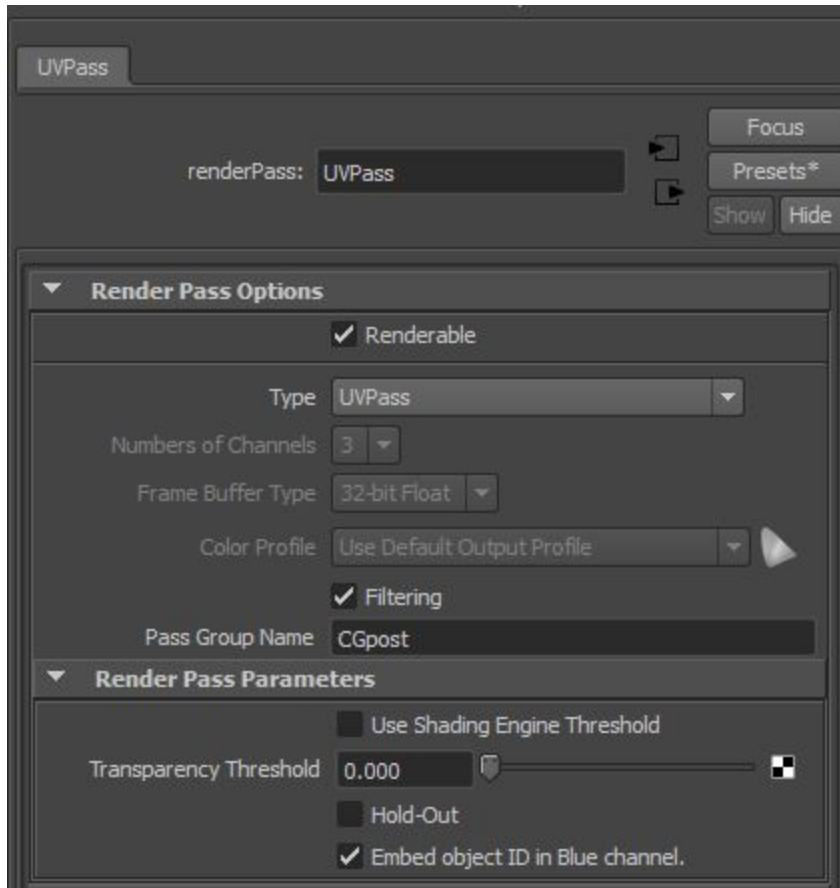 UVPass
Focus
renderPass: UVPass
Presets*
Show Hide
Render Pass Options
Renderable
Type UVPass
Numbers of Channels 3
Frame Buffer Type 32-bit Float
Color Profile Use Default Output Profile
Filtering
Pass Group Name CGpost
Render Pass Parameters
Use Shading Engine Threshold
Transparency Threshold 0.000
Hold-Out
Embed object ID in Blue channel.